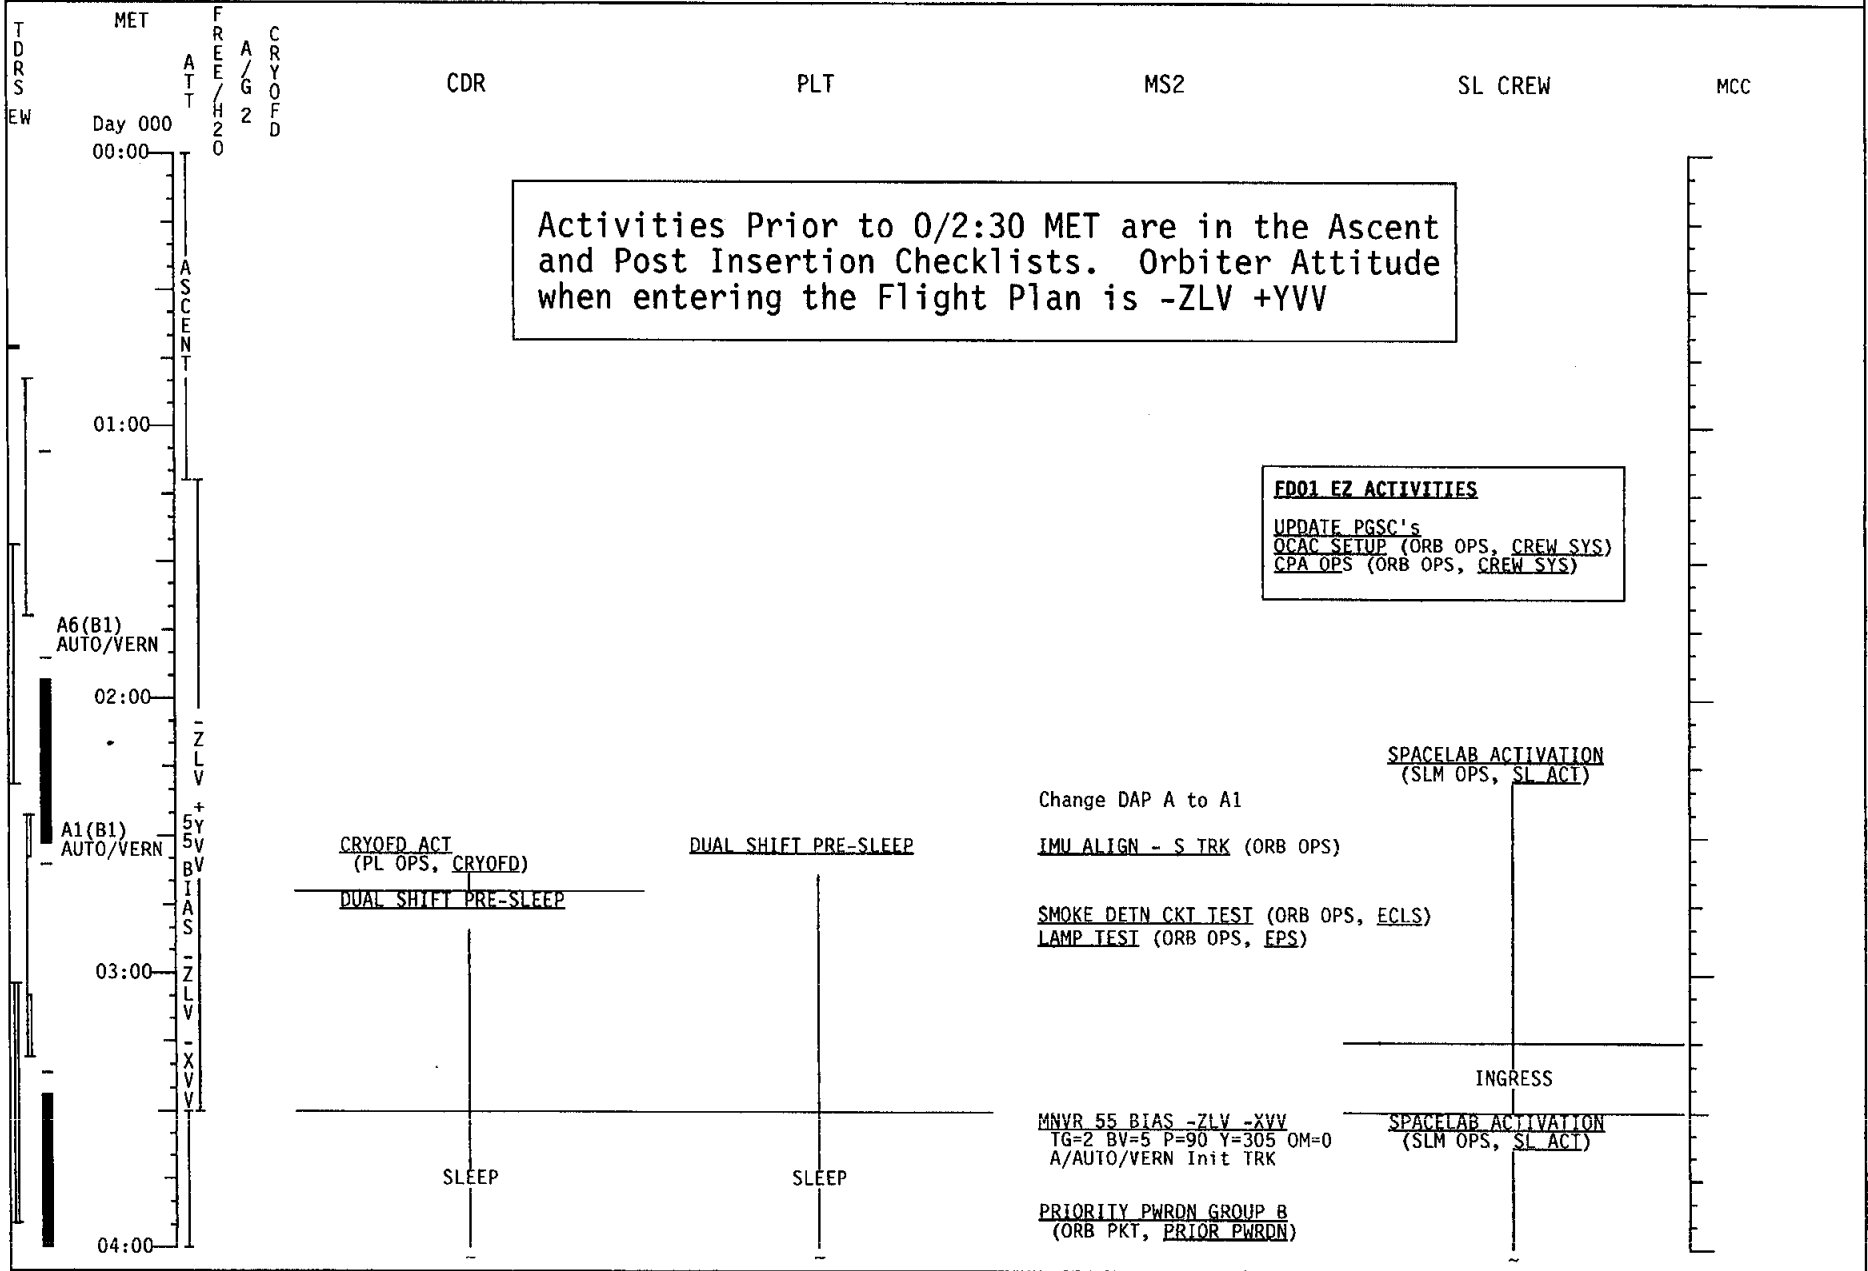 TDRS
EW
MET
ATT
FREE/H2O
A/G 2
CRYOFD
CDR
PLT
MS2
SL CREW
MCC
Day 000
00:00
Activities Prior to 0/2:30 MET are in the Ascent
and Post Insertion Checklists. Orbiter Attitude
when entering the Flight Plan is -ZLV +YVV
ASCENT
01:00
FD01 EZ ACTIVITIES
UPDATE PGSC's
OCAC SETUP (ORB OPS, CREW SYS)
CPA OPS (ORB OPS, CREW SYS)
A6(B1)
AUTO/VERN
02:00
-ZLV +YVV
SPACELAB ACTIVATION
(SLM OPS, SL ACT)
Change DAP A to A1
A1(B1)
AUTO/VERN
55 BIAS -ZLV -XVV
CRYOFD ACT
(PL OPS, CRYOFD)
DUAL SHIFT PRE-SLEEP
DUAL SHIFT PRE-SLEEP
IMU ALIGN - S TRK (ORB OPS)
SMOKE DETN CKT TEST (ORB OPS, ECLS)
LAMP TEST (ORB OPS, EPS)
03:00
INGRESS
MNVR 55 BIAS -ZLV -XVV
TG=2 BV=5 P=90 Y=305 OM=0
A/AUTO/VERN Init TRK
SPACELAB ACTIVATION
(SLM OPS, SL ACT)
SLEEP
SLEEP
PRIORITY PWRDN GROUP B
(ORB PKT, PRIOR PWRDN)
04:00
~
~
~